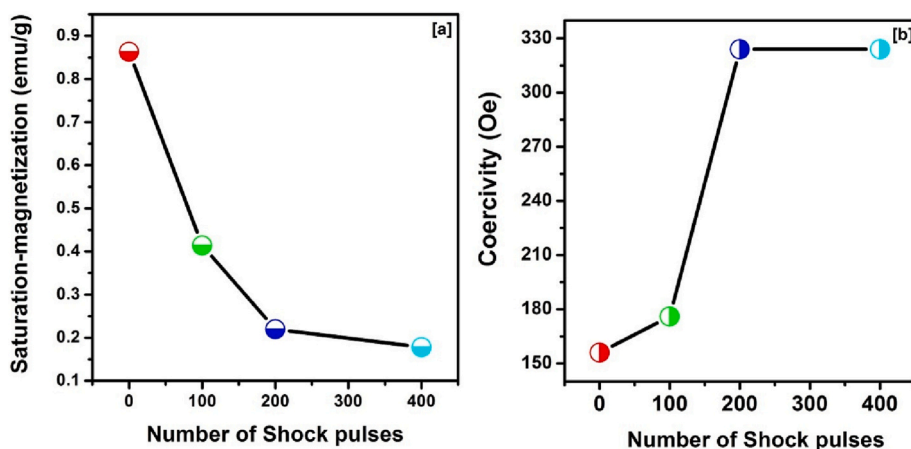 [a]
Saturation-magnetization (emu/g)
0.9
0.8
0.7
0.6
0.5
0.4
0.3
0.2
0.1
0 100 200 300 400
Number of Shock pulses
[b]
Coercivity (Oe)
330
300
270
240
210
180
150
0 100 200 300 400
Number of Shock pulses